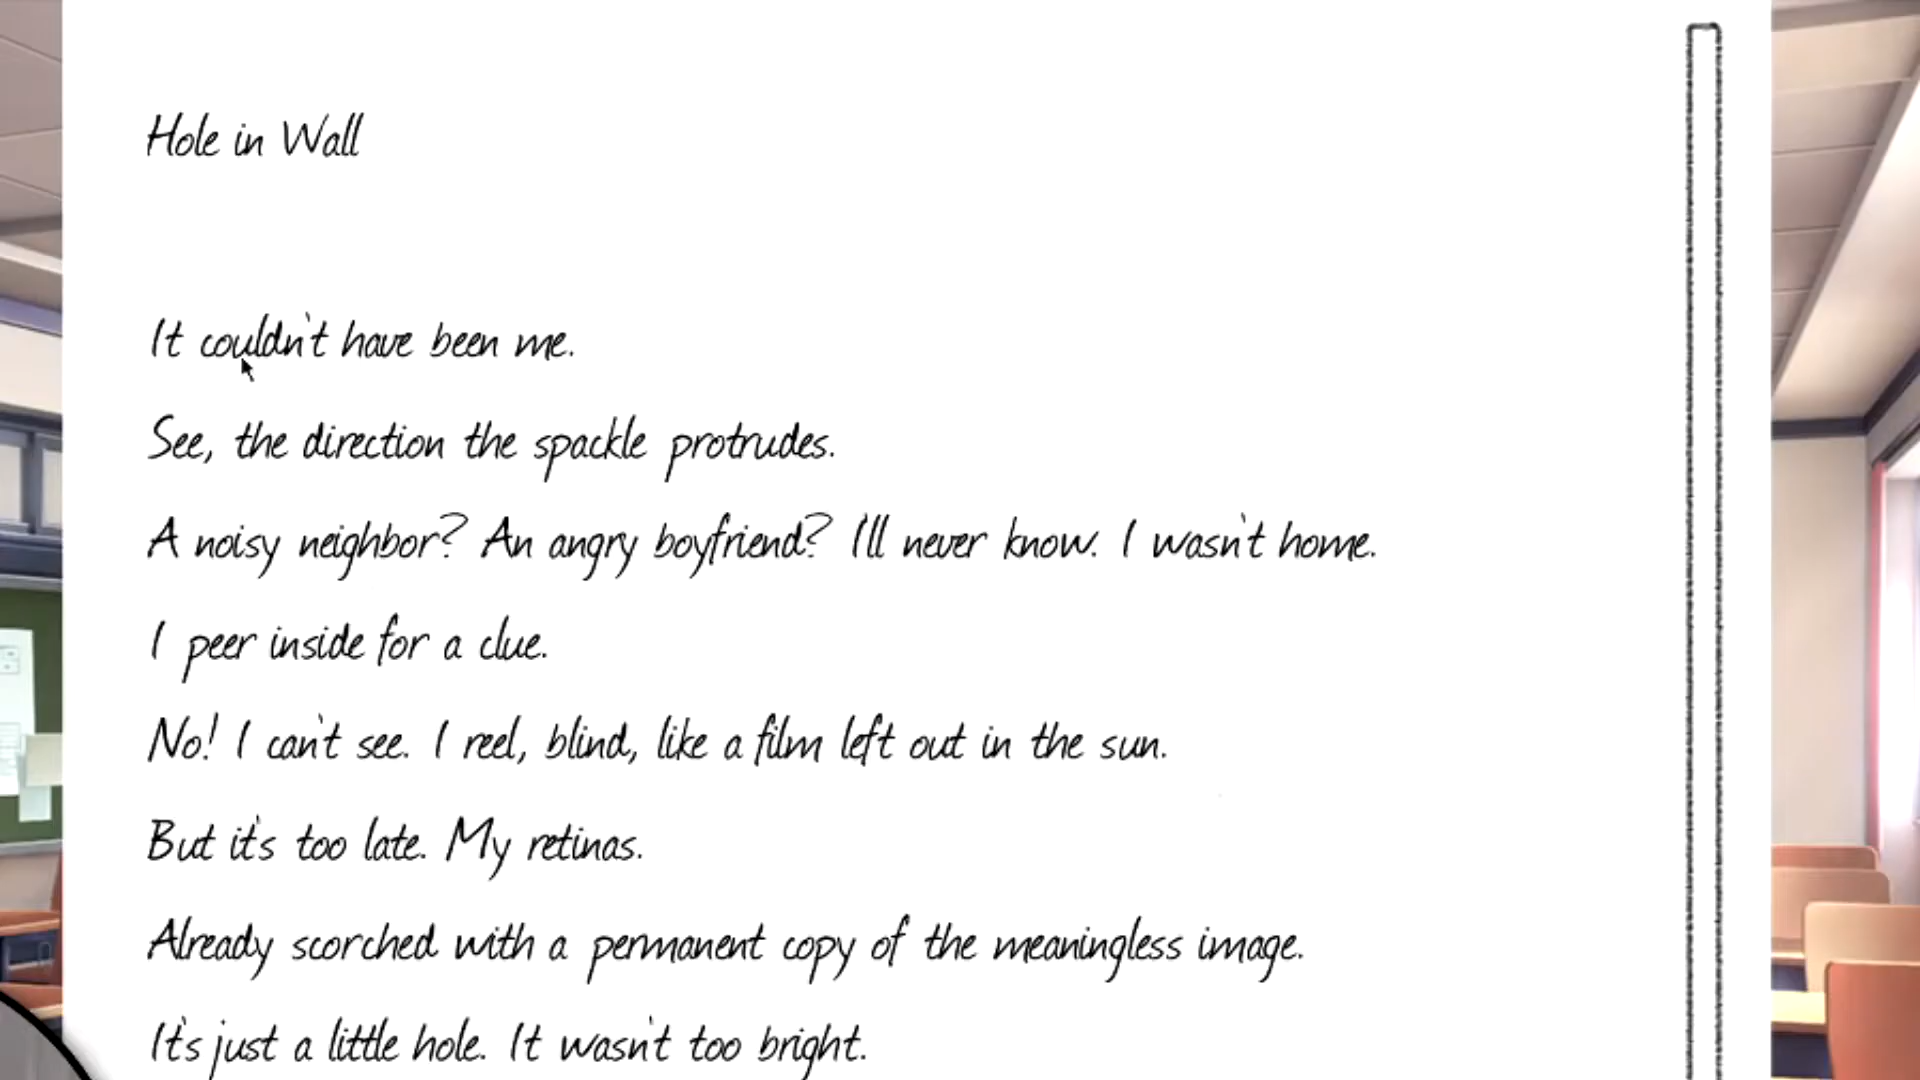 Hole in Wall
It couldn't have been me.
See, the direction the spackle protrudes.
A noisy neighbor? An angry boyfriend? I'll never know. I wasn't home.
I peer inside for a clue.
No! I can't see. I reel, blind, like a film left out in the sun.
But it's too late. My retinas.
Already scorched with a permanent copy of the meaningless image.
It's just a little hole. It wasn't too bright.